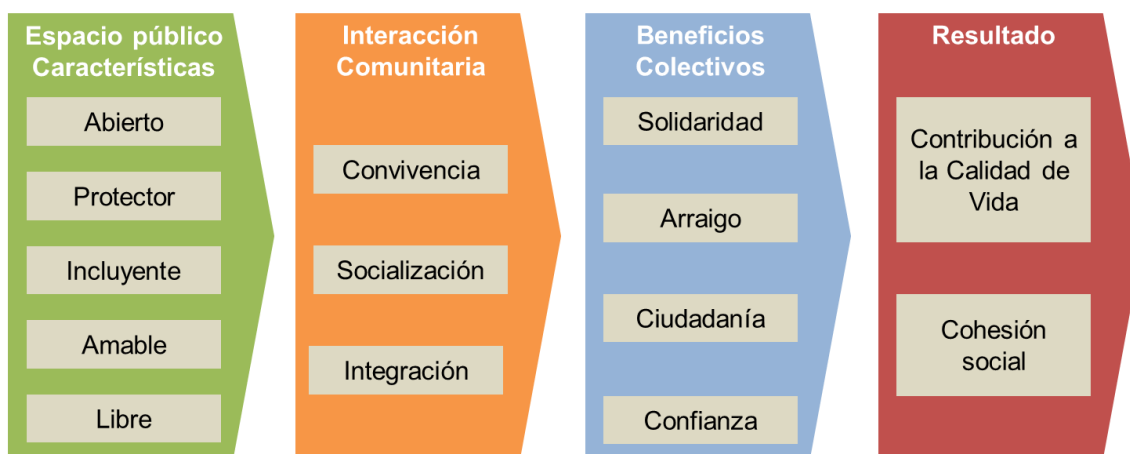 Espacio público
Características
Abierto
Protector
Incluyente
Amable
Libre
Interacción
Comunitaria
Convivencia
Socialización
Integración
Beneficios
Colectivos
Solidaridad
Arraigo
Ciudadanía
Confianza
Resultado
Contribución a
la Calidad de
Vida
Cohesión
social